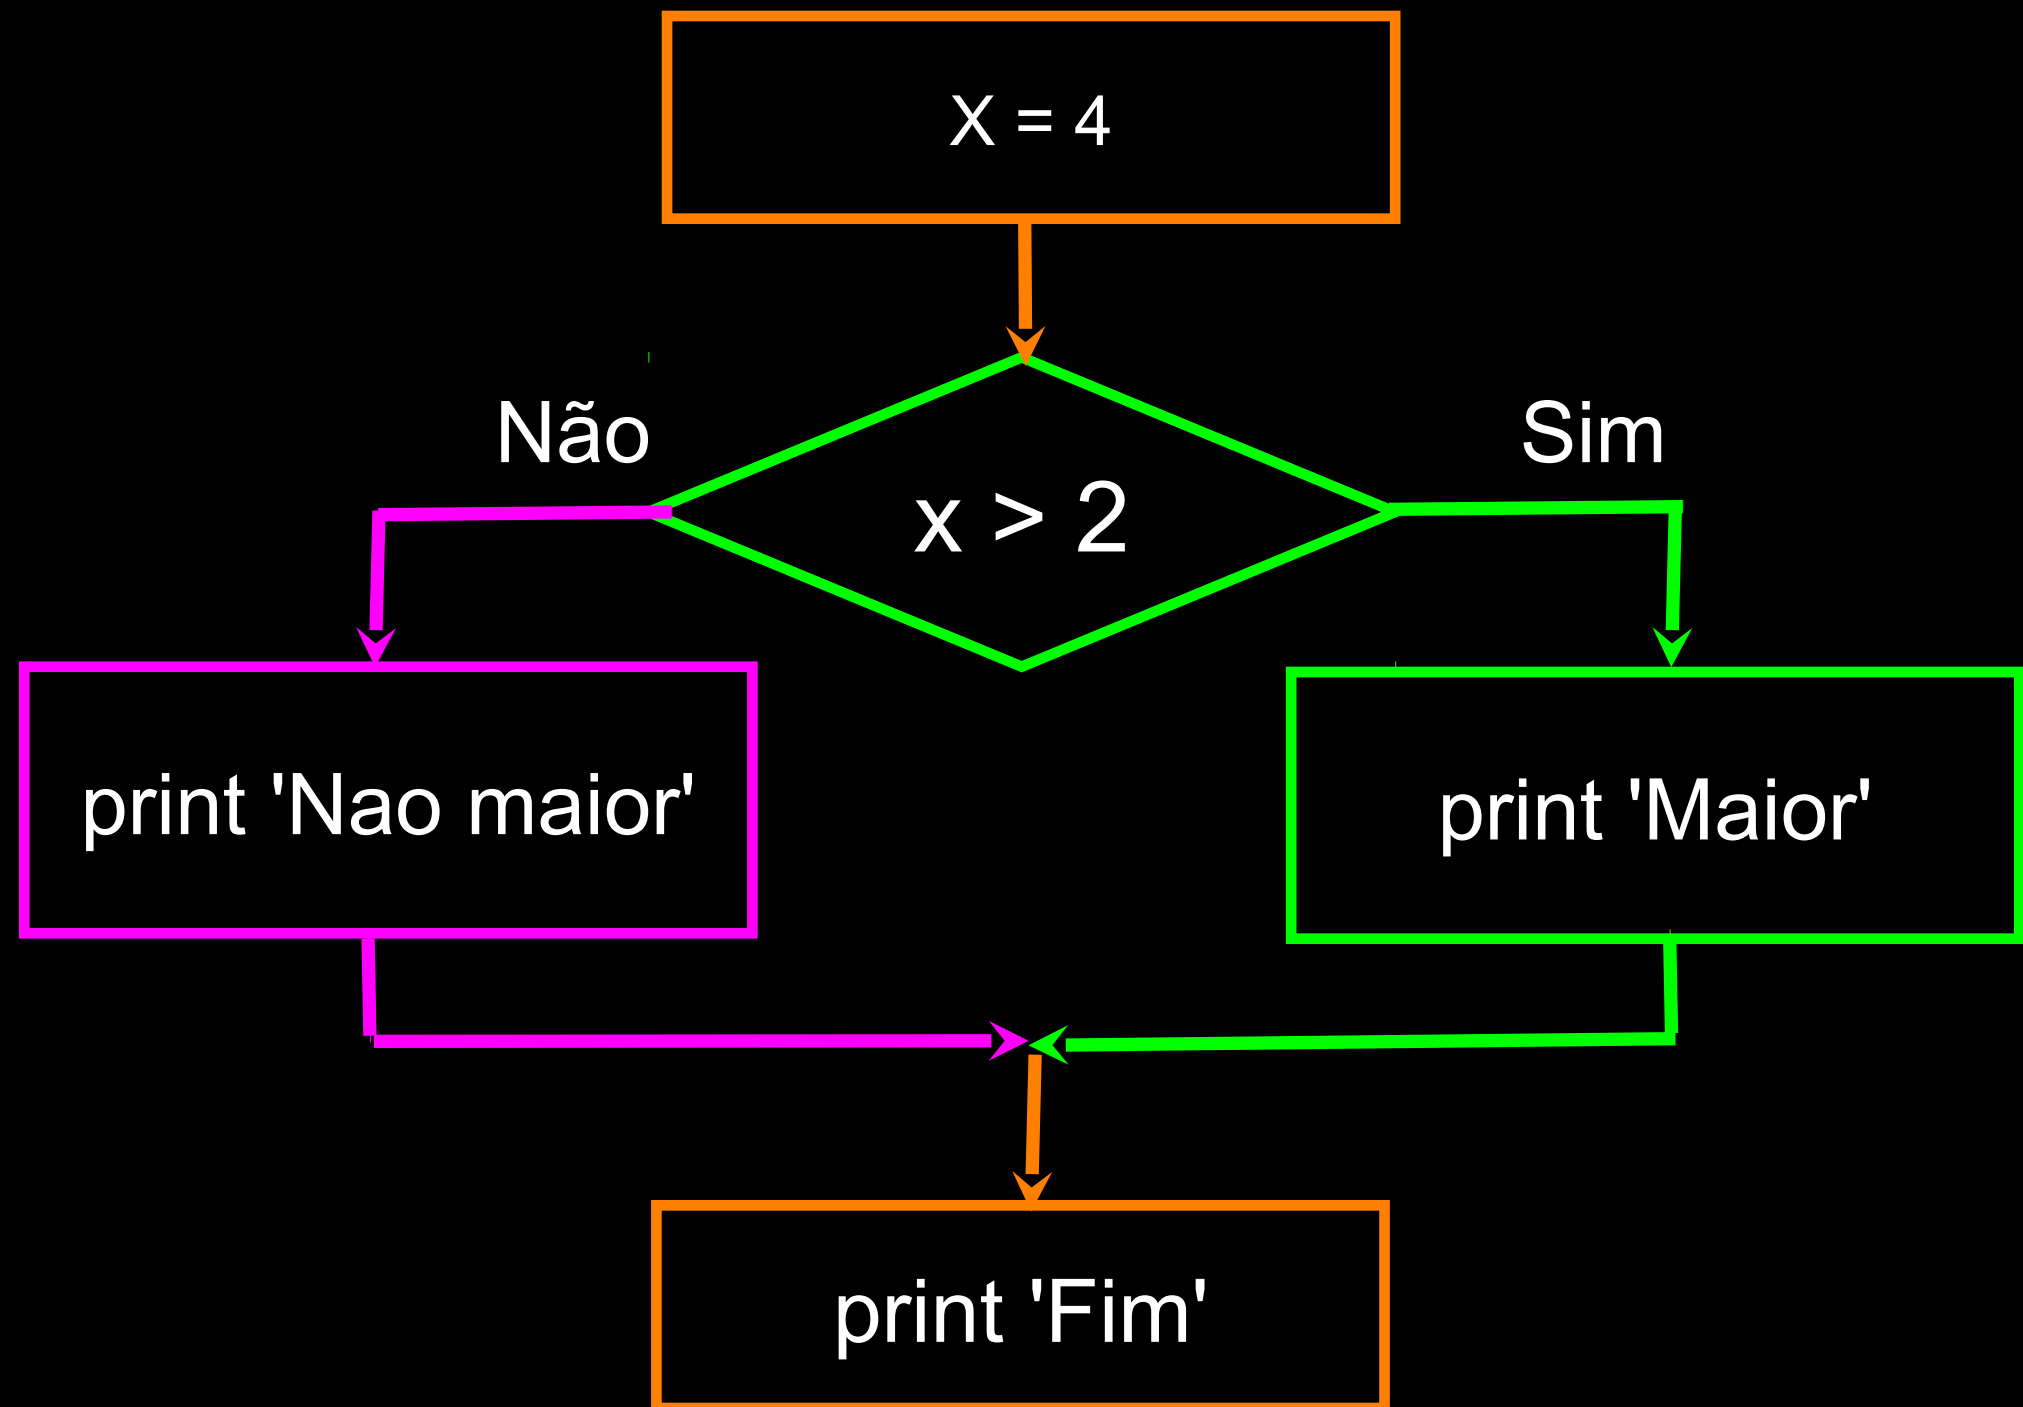 X = 4
Não
Sim
x > 2
print 'Nao maior'
print 'Maior'
print 'Fim'